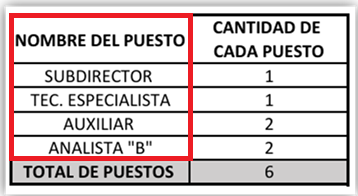 NOMBRE DEL PUESTO CANTIDAD DE CADA PUESTO
SUBDIRECTOR 1
TEC. ESPECIALISTA 1
AUXILIAR 2
ANALISTA "B" 2
TOTAL DE PUESTOS 6